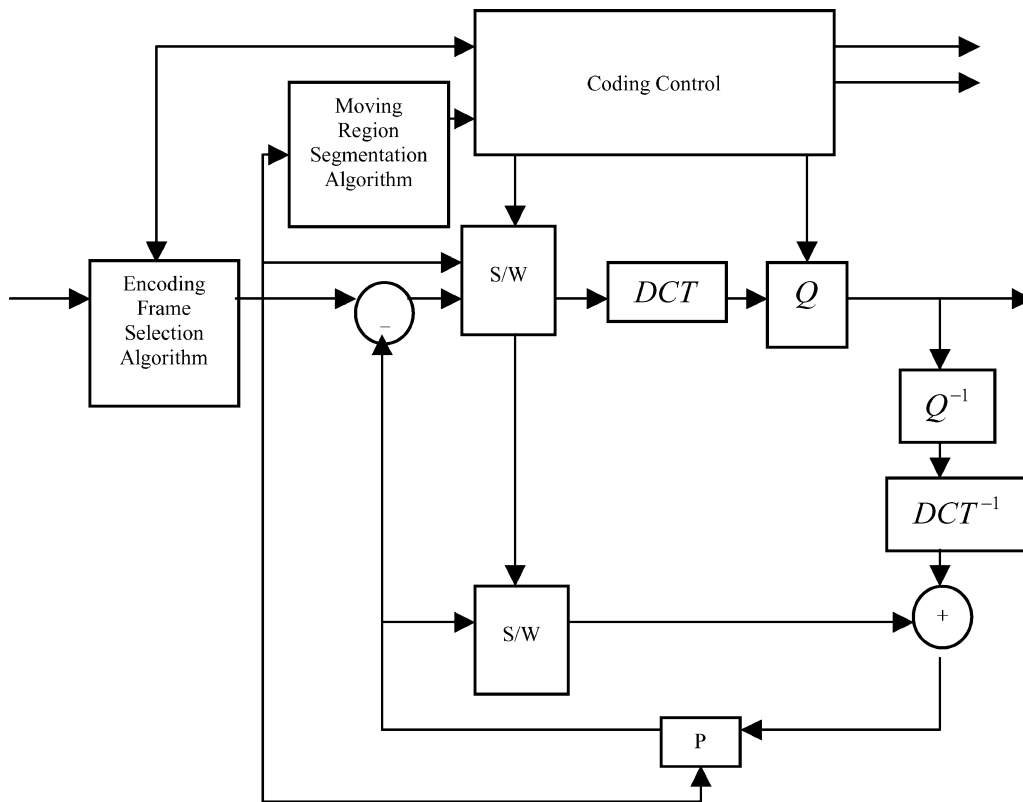 Coding Control
Moving
Region
Segmentation
Algorithm
S/W
Encoding
Frame
Selection
Algorithm
−
DCT
Q
Q⁻¹
DCT⁻¹
S/W
+
P